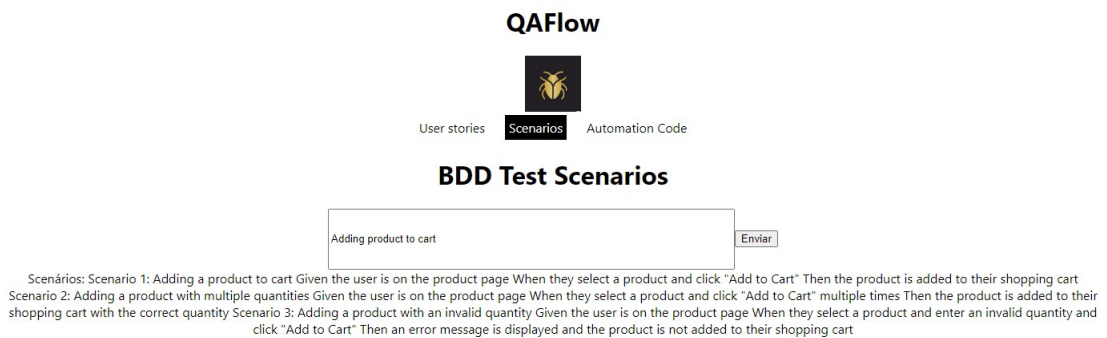 QAFlow
User stories Scenarios Automation Code
BDD Test Scenarios
Adding product to cart Enviar
Scenários: Scenario 1: Adding a product to cart Given the user is on the product page When they select a product and click "Add to Cart" Then the product is added to their shopping cart
Scenario 2: Adding a product with multiple quantities Given the user is on the product page When they select a product and click "Add to Cart" multiple times Then the product is added to their
shopping cart with the correct quantity Scenario 3: Adding a product with an invalid quantity Given the user is on the product page When they select a product and enter an invalid quantity and
click "Add to Cart" Then an error message is displayed and the product is not added to their shopping cart